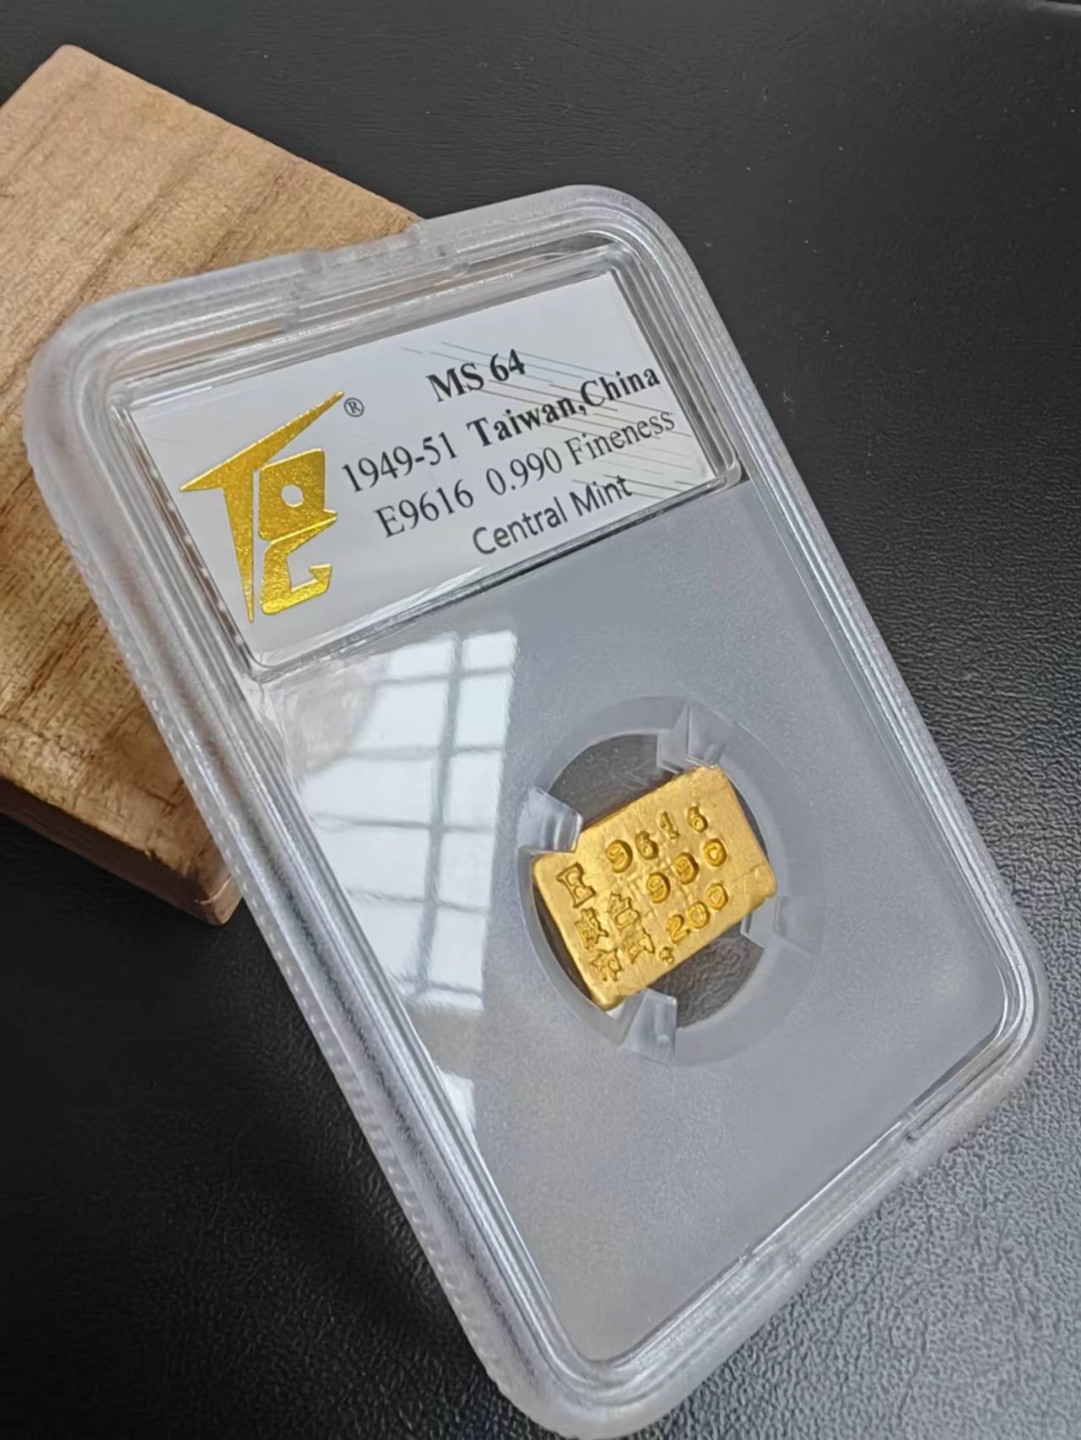 MS 64
®
1949-51 Taiwan,China
E9616 0.990 Fineness
Central Mint
E 9616
990
.200